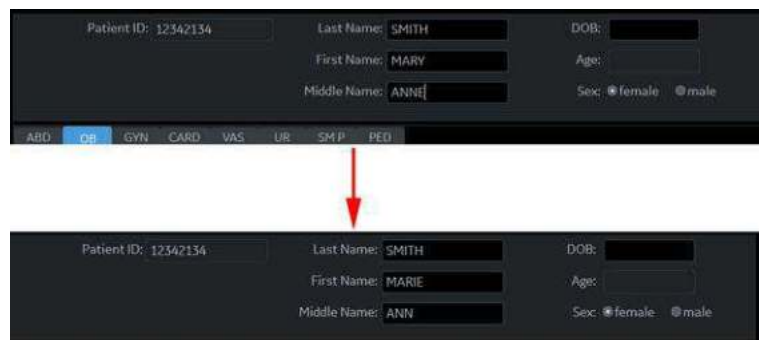 Patient ID: 12342134 Last Name: SMITH DOB:
First Name: MARY Age:
Middle Name: ANNE Sex: female male
ABD OB GYN CARD VAS UR SM P PED
Patient ID: 12342134 Last Name: SMITH DOB:
First Name: MARIE Age:
Middle Name: ANN Sex: female male